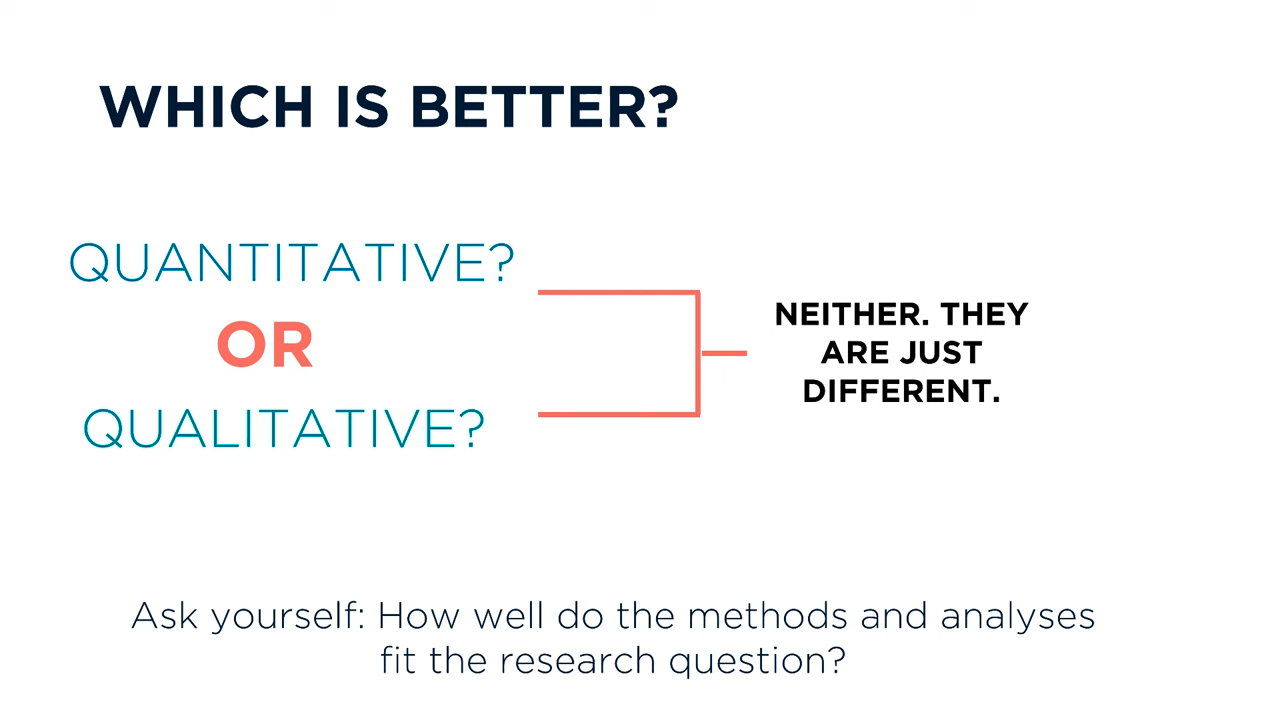 WHICH IS BETTER?
QUANTITATIVE?
OR
QUALITATIVE?
NEITHER. THEY
ARE JUST
DIFFERENT.
Ask yourself: How well do the methods and analyses
fit the research question?